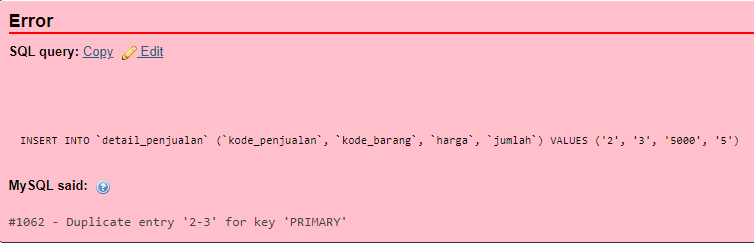 Error
SQL query: Copy Edit
INSERT INTO `detail_penjualan` (`kode_penjualan`, `kode_barang`, `harga`, `jumlah`) VALUES ('2', '3', '5000', '5')
MySQL said:
#1062 - Duplicate entry '2-3' for key 'PRIMARY'